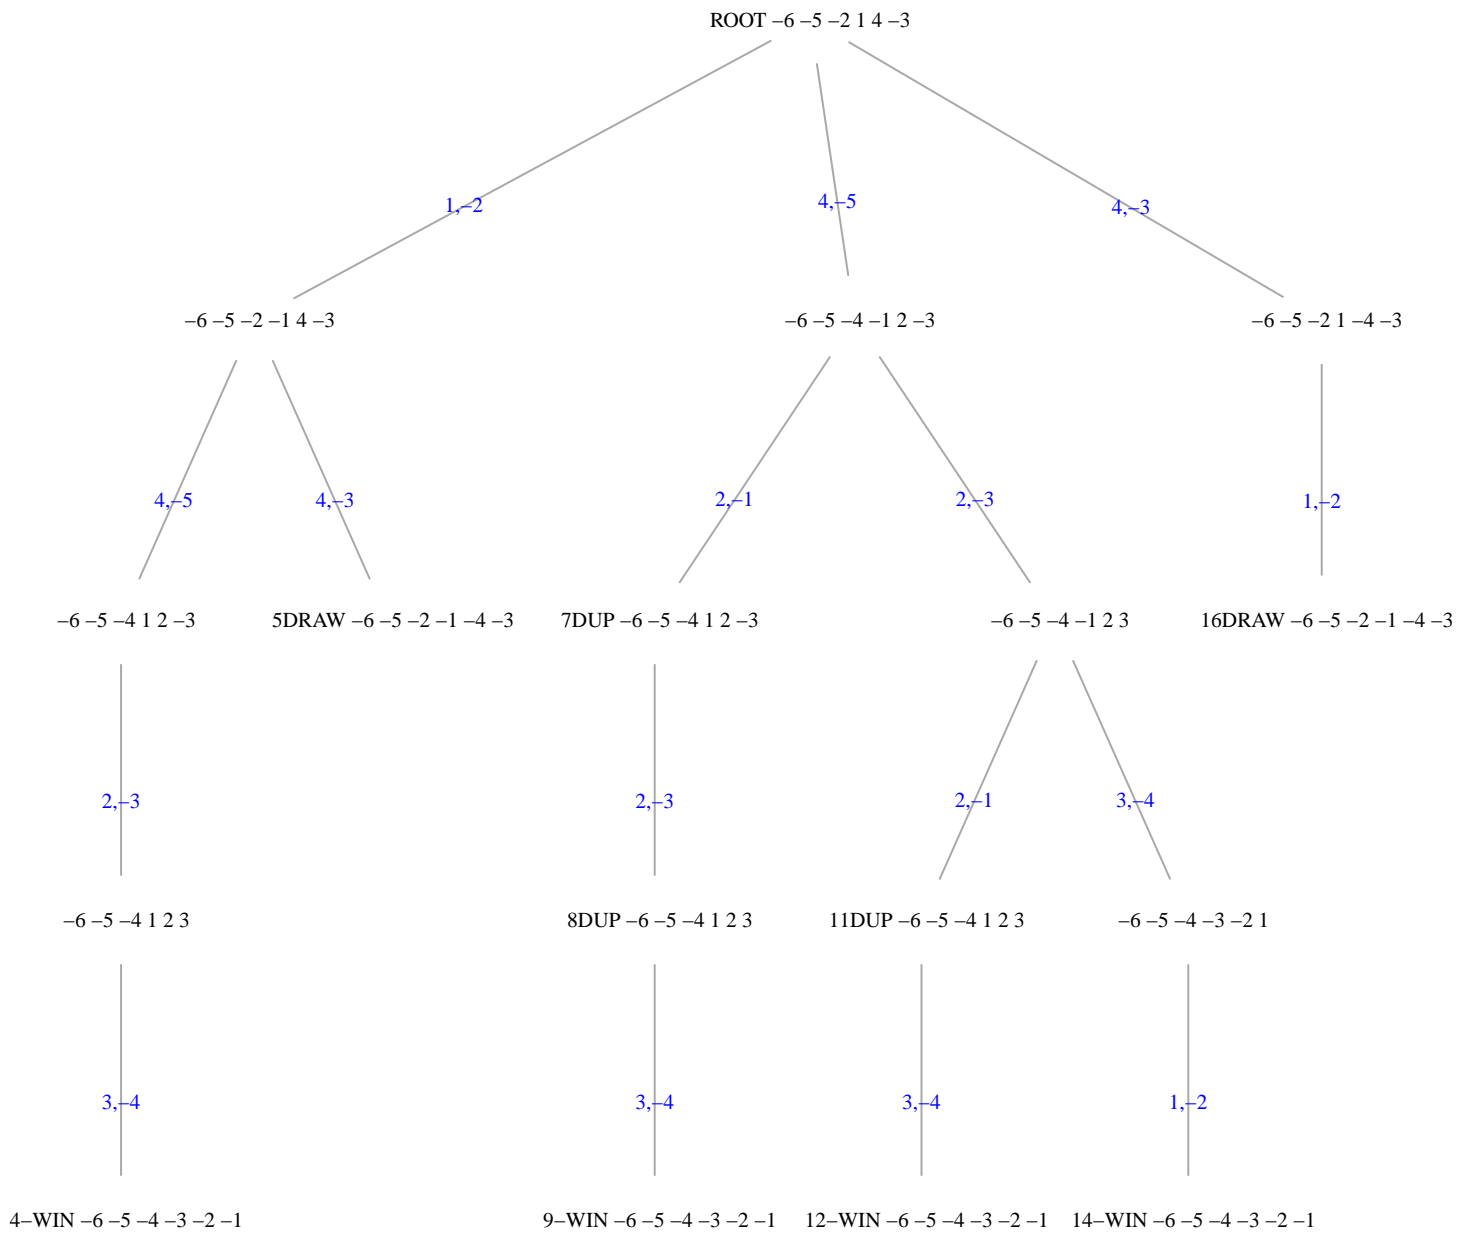 ROOT −6 −5 −2 1 4 −3
1,−2
4,−5
4,−3
−6 −5 −2 −1 4 −3
−6 −5 −4 −1 2 −3
−6 −5 −2 1 −4 −3
4,−5
4,−3
2,−1
2,−3
1,−2
−6 −5 −4 1 2 −3
5DRAW −6 −5 −2 −1 −4 −3
7DUP −6 −5 −4 1 2 −3
−6 −5 −4 −1 2 3
16DRAW −6 −5 −2 −1 −4 −3
2,−3
2,−3
2,−1
3,−4
−6 −5 −4 1 2 3
8DUP −6 −5 −4 1 2 3
11DUP −6 −5 −4 1 2 3
−6 −5 −4 −3 −2 1
3,−4
3,−4
3,−4
1,−2
4−WIN −6 −5 −4 −3 −2 −1
9−WIN −6 −5 −4 −3 −2 −1
12−WIN −6 −5 −4 −3 −2 −1
14−WIN −6 −5 −4 −3 −2 −1